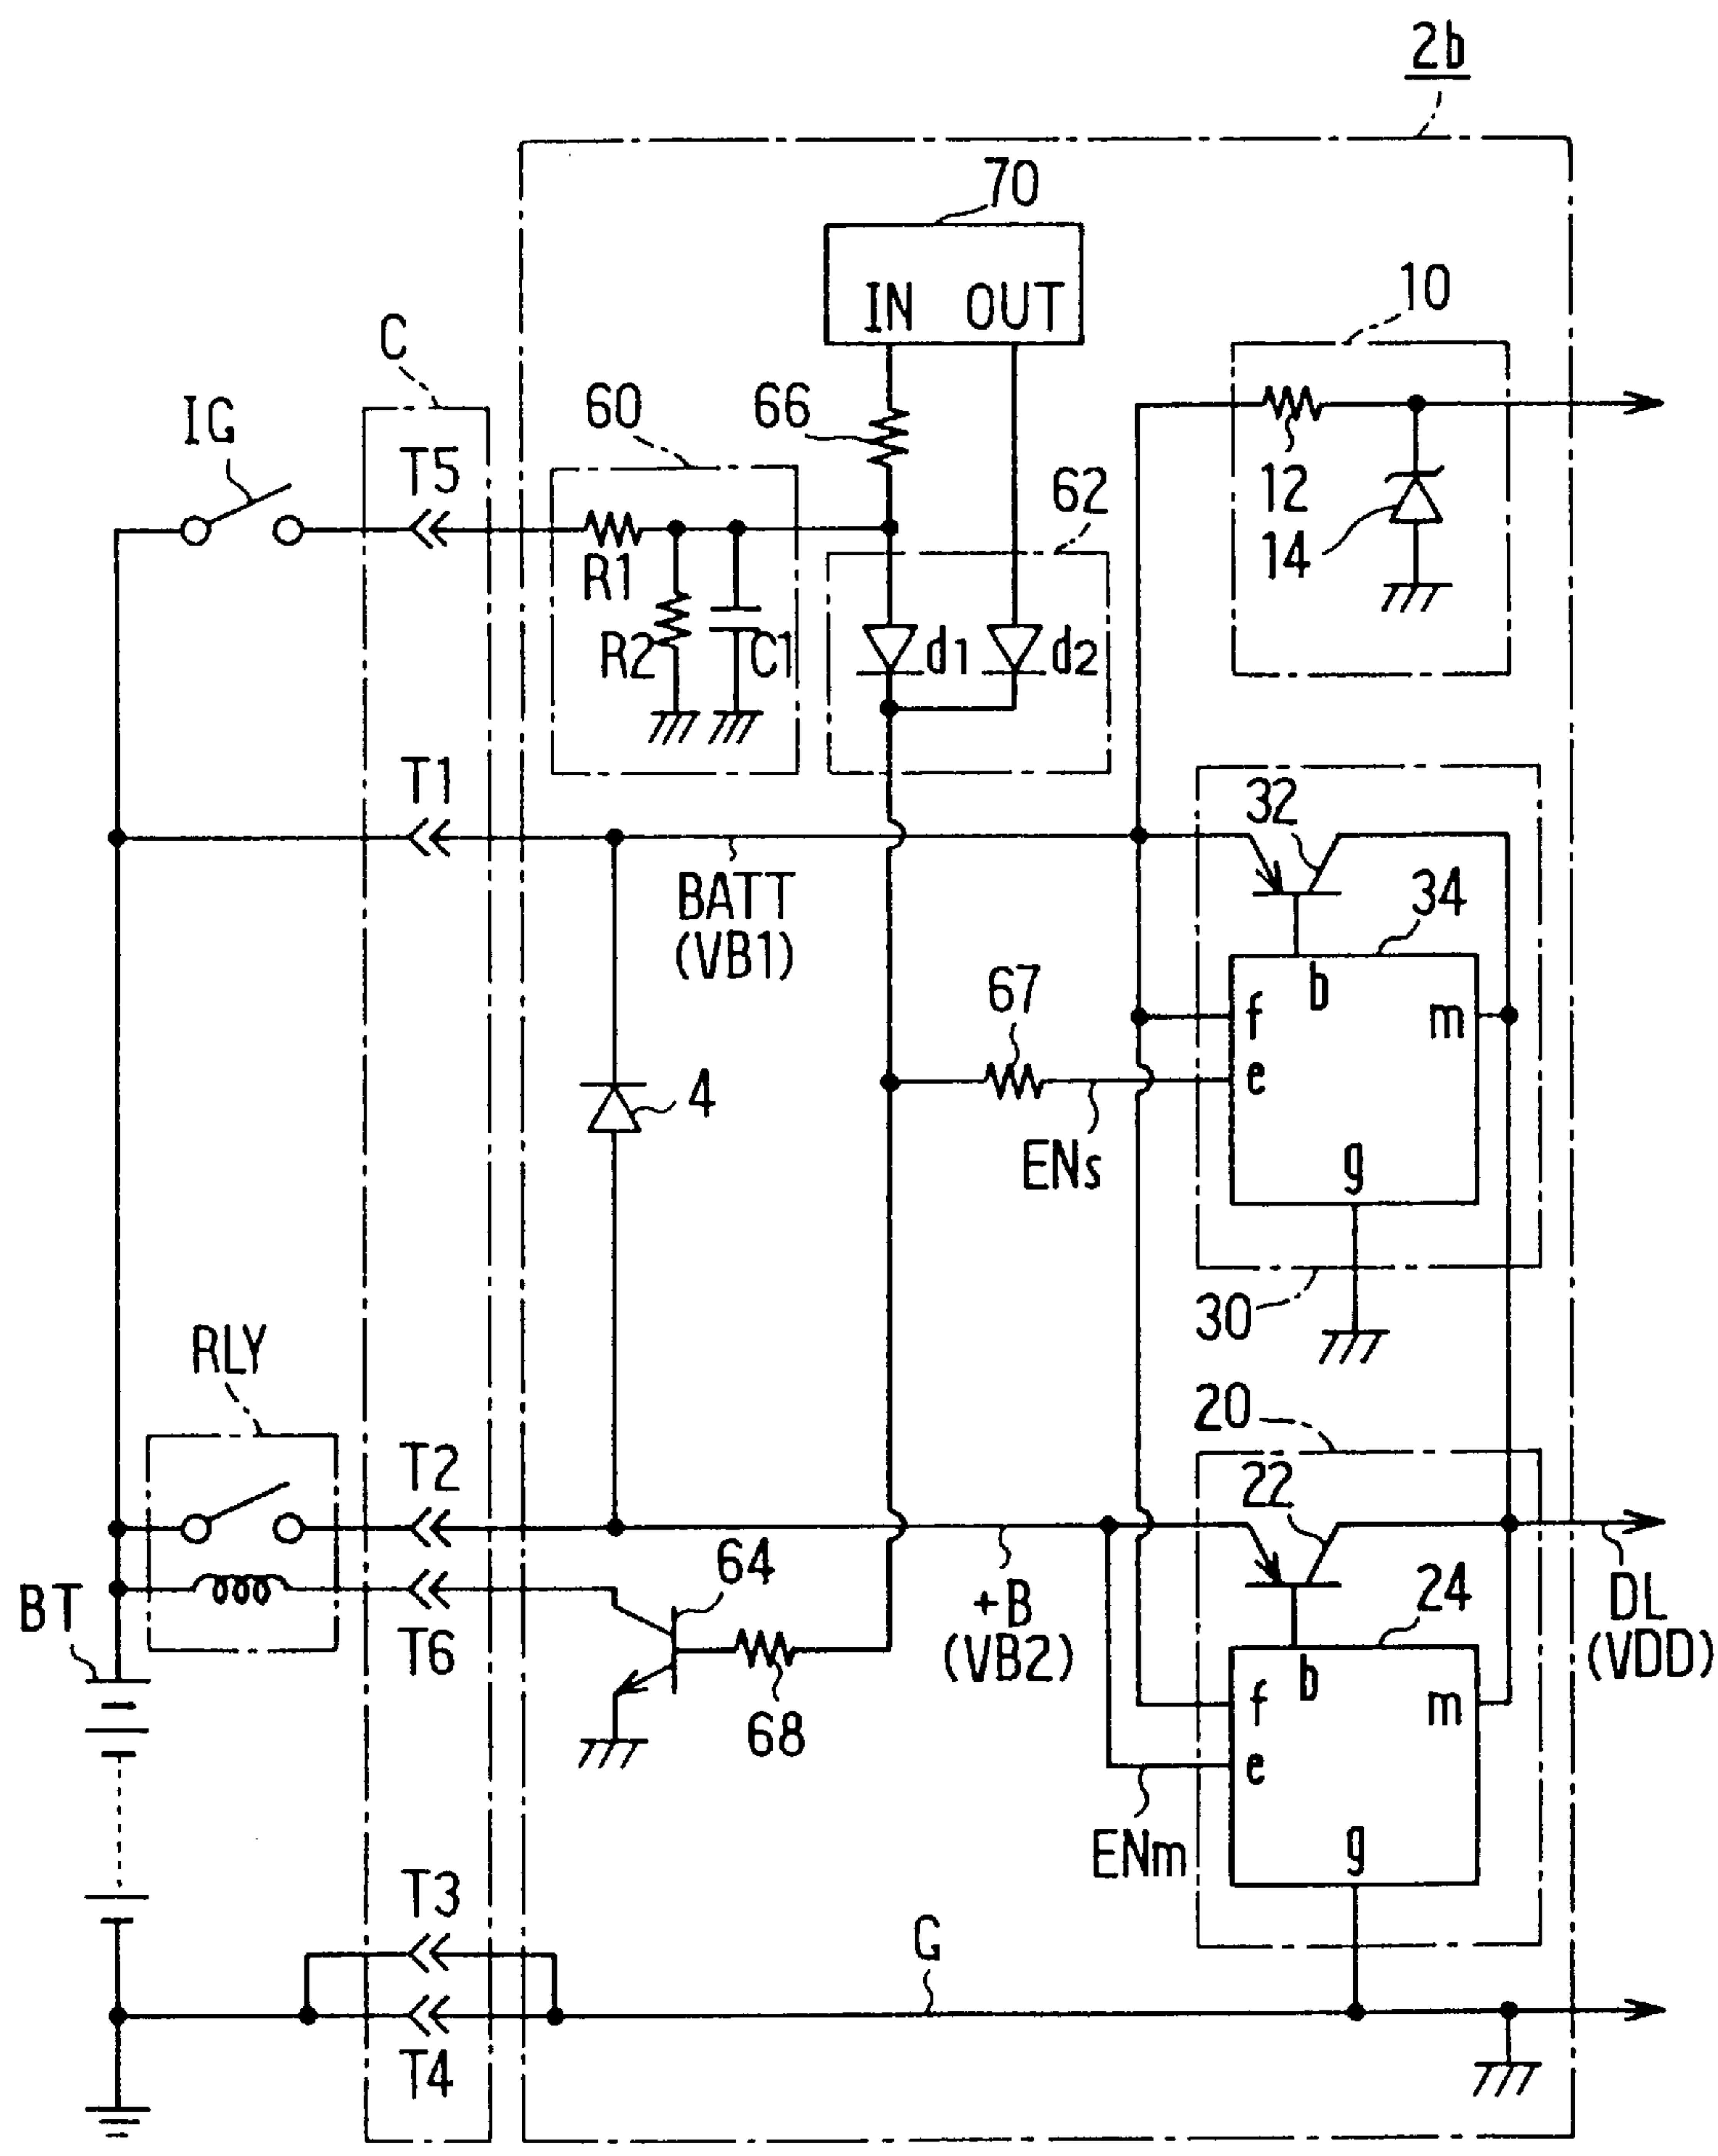 2b
70
IN OUT
10
C
IG
T5
60
66
62
12
14
R1
R2
C1
d1
d2
T1
BATT
(VB1)
32
34
b
f
m
e
g
67
ENs
4
30
RLY
T2
20
22
24
BT
T6
64
68
+B
(VB2)
b
f
m
e
g
DL
(VDD)
ENm
T3
G
T4